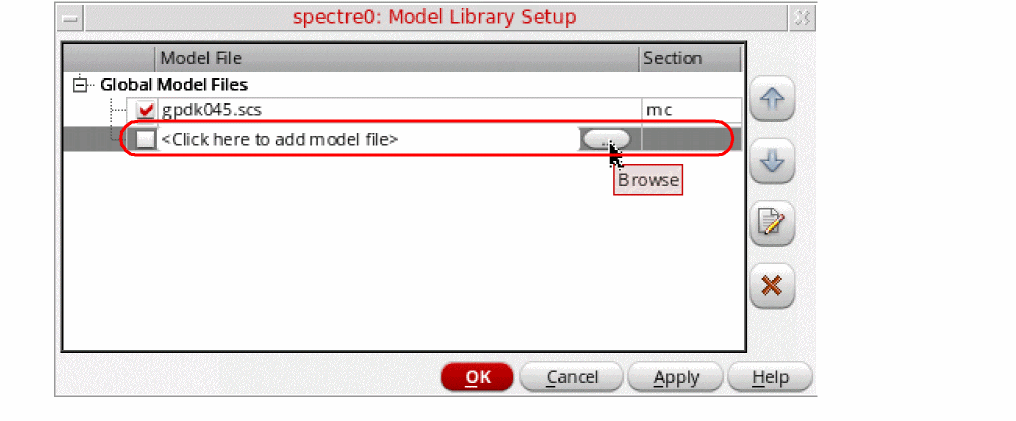 spectre0: Model Library Setup
Model File Section
Global Model Files
gpdk045.scs mc
<Click here to add model file> ...
Browse
OK Cancel Apply Help